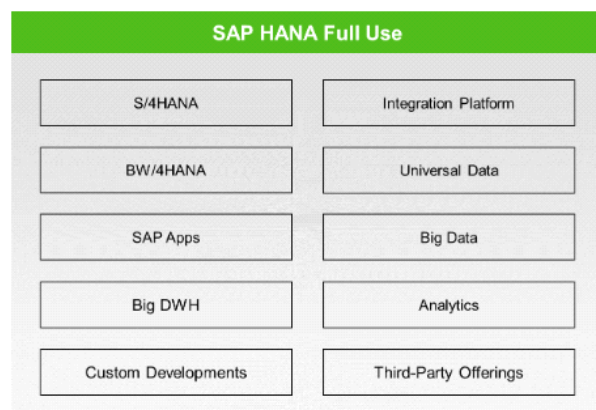 SAP HANA Full Use
S/4HANA
Integration Platform
BW/4HANA
Universal Data
SAP Apps
Big Data
Big DWH
Analytics
Custom Developments
Third-Party Offerings